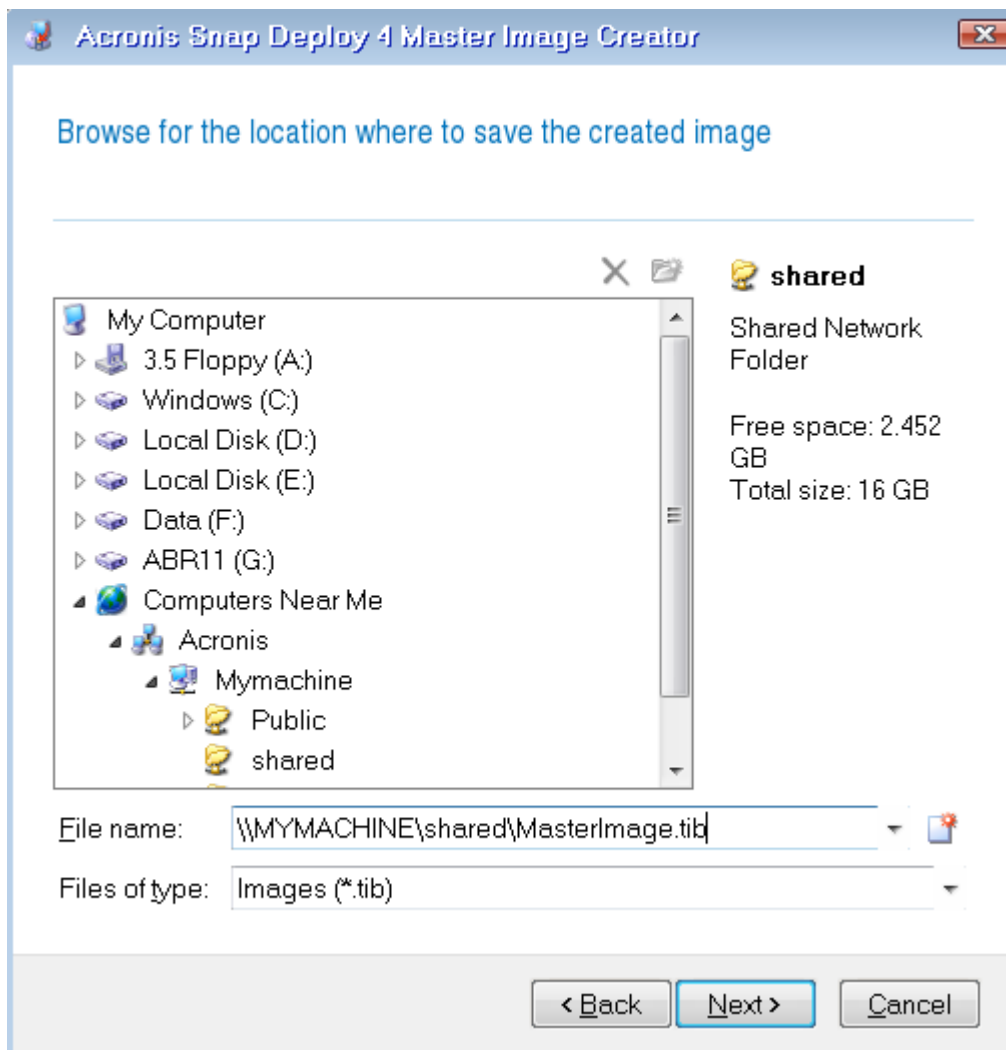 Acronis Snap Deploy 4 Master Image Creator
Browse for the location where to save the created image
My Computer
3.5 Floppy (A:)
Windows (C:)
Local Disk (D:)
Local Disk (E:)
Data (F:)
ABR11 (G:)
Computers Near Me
Acronis
Mymachine
Public
shared
shared
Shared Network
Folder
Free space: 2.452
GB
Total size: 16 GB
File name: \\MYMACHINE\shared\MasterImage.tib
Files of type: Images (*.tib)
< Back
Next >
Cancel